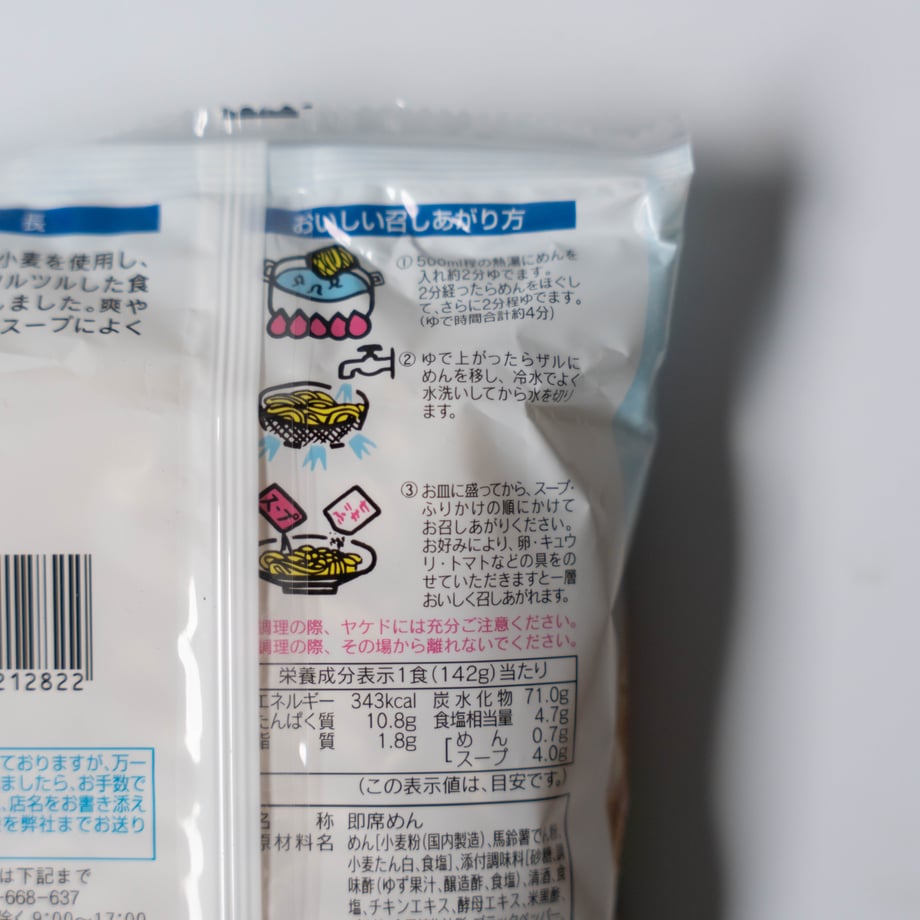 長
小麦を使用し、
ルツルした食
しました。爽や
スープによく
212822
ておりますが、万一
ましたら、お手数で
店名をお書き添え
を弊社までお送り
は下記まで
-668-637
除く9:00〜17:00
おいしい召しあがり方
① 500ml程の熱湯にめんを
入れ約2分ゆでます。
2分経ったらめんをほぐし
て、さらに2分程ゆでます。
(ゆで時間合計約4分)
② ゆで上がったらザルに
めんを移し、冷水でよく
水洗いしてから水を切り
ます。
スープ
ふりかけ
③ お皿に盛ってから、スープ・
ふりかけの順にかけて
お召しあがりください。
お好みにより、卵・キュウ
リ・トマトなどの具をの
せていただきますと一層
おいしく召しあがれます。
調理の際、ヤケドには充分ご注意ください。
調理の際、その場から離れないでください。
栄養成分表示1食(142g)当たり
エネルギー 343kcal 炭水化物 71.0g
たんぱく質 10.8g 食塩相当量 4.7g
脂質 1.8g [めん 0.7g
スープ 4.0g
(この表示値は、目安です。)
名称 即席めん
原材料名 めん[小麦粉(国内製造)、馬鈴薯でん粉、
小麦たん白、食塩]、添付調味料[砂糖、調
味酢(ゆず果汁、醸造酢、食塩)、清酒、食
塩、チキンエキス、酵母エキス、米黒酢、
ブラックペッパー、